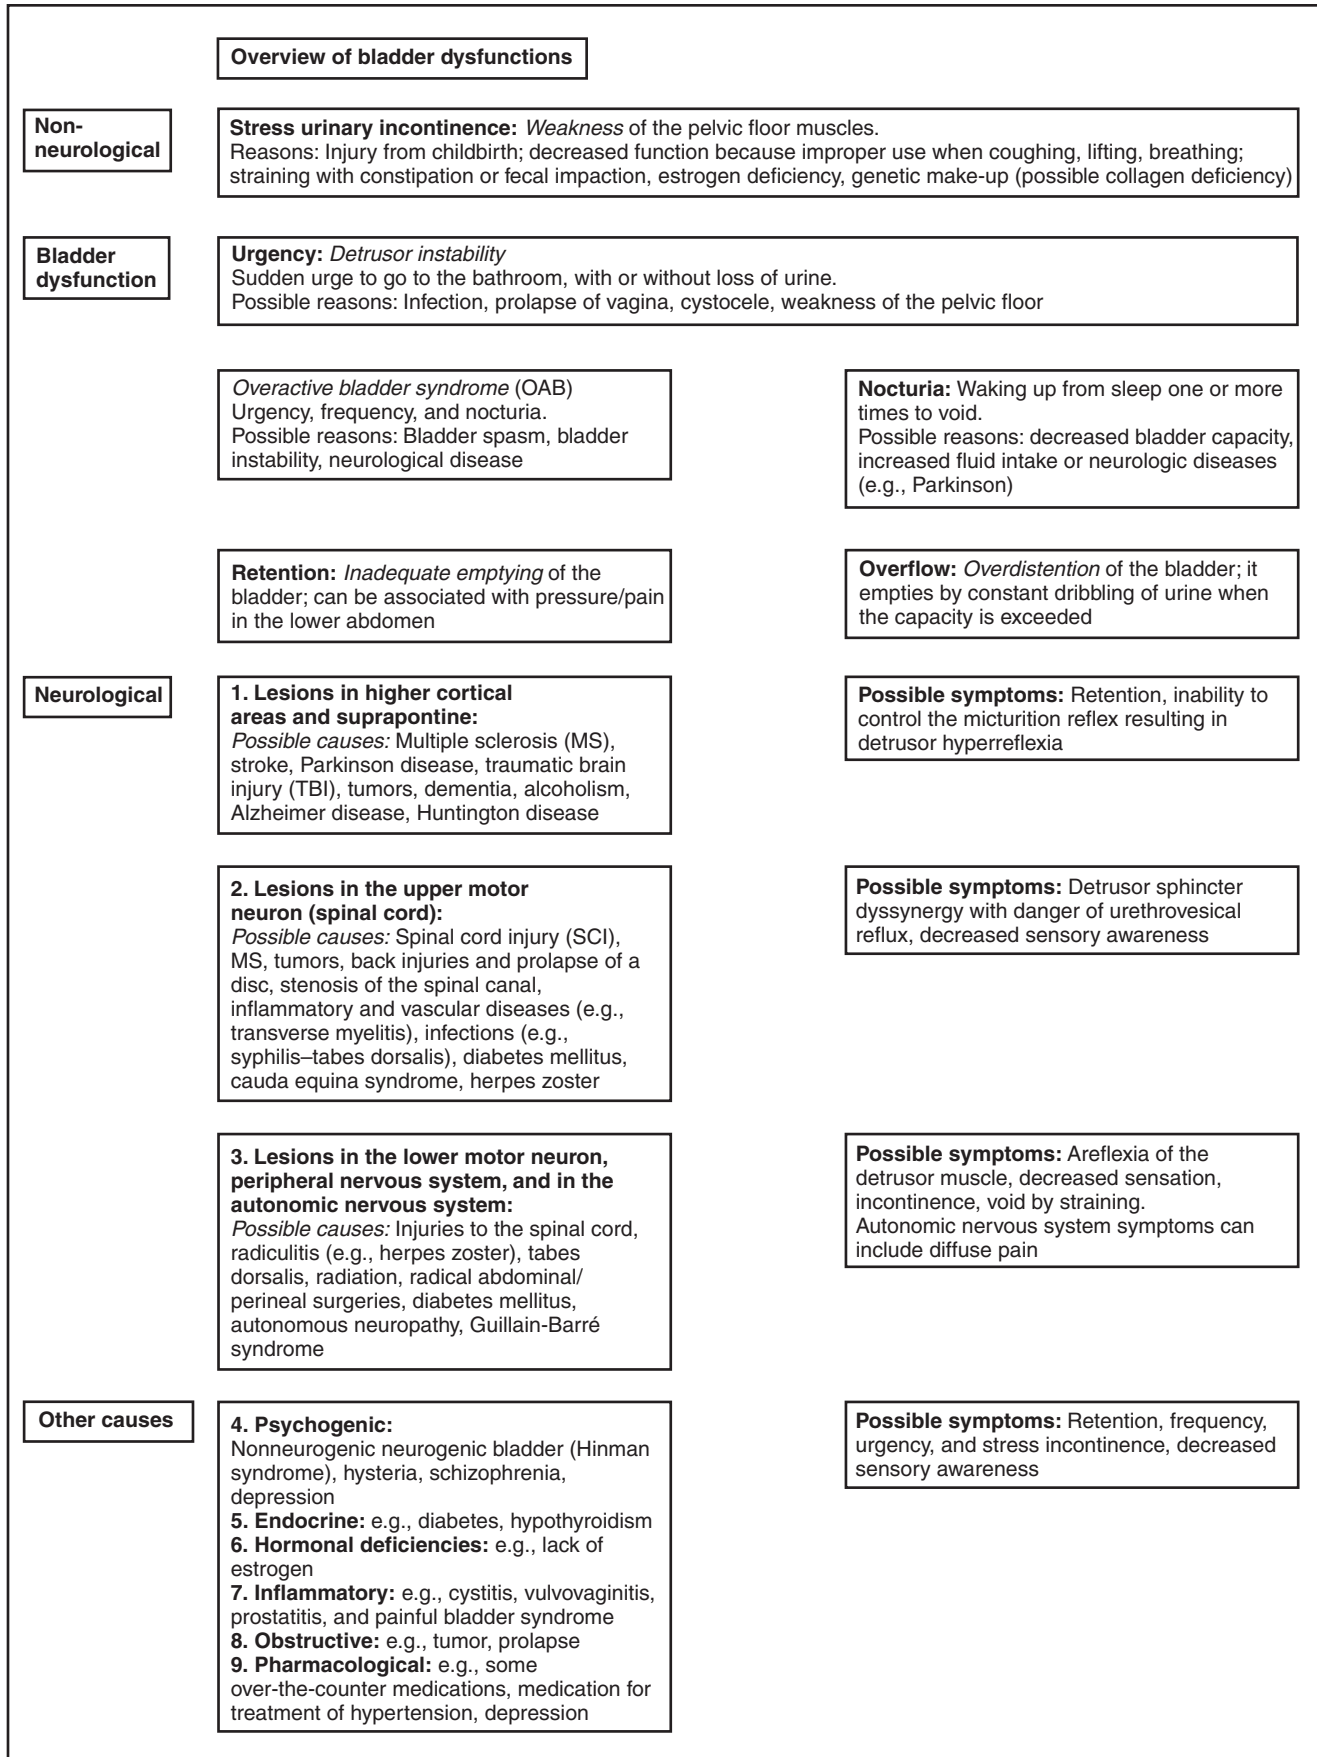 Overview of bladder dysfunctions
Non-
neurological
Stress urinary incontinence: Weakness of the pelvic floor muscles.
Reasons: Injury from childbirth; decreased function because improper use when coughing, lifting, breathing;
straining with constipation or fecal impaction, estrogen deficiency, genetic make-up (possible collagen deficiency)
Bladder
dysfunction
Urgency: Detrusor instability
Sudden urge to go to the bathroom, with or without loss of urine.
Possible reasons: Infection, prolapse of vagina, cystocele, weakness of the pelvic floor
Overactive bladder syndrome (OAB)
Urgency, frequency, and nocturia.
Possible reasons: Bladder spasm, bladder
instability, neurological disease
Nocturia: Waking up from sleep one or more
times to void.
Possible reasons: decreased bladder capacity,
increased fluid intake or neurologic diseases
(e.g., Parkinson)
Retention: Inadequate emptying of the
bladder; can be associated with pressure/pain
in the lower abdomen
Overflow: Overdistention of the bladder; it
empties by constant dribbling of urine when
the capacity is exceeded
Neurological
1. Lesions in higher cortical
areas and suprapontine:
Possible causes: Multiple sclerosis (MS),
stroke, Parkinson disease, traumatic brain
injury (TBI), tumors, dementia, alcoholism,
Alzheimer disease, Huntington disease
Possible symptoms: Retention, inability to
control the micturition reflex resulting in
detrusor hyperreflexia
2. Lesions in the upper motor
neuron (spinal cord):
Possible causes: Spinal cord injury (SCI),
MS, tumors, back injuries and prolapse of a
disc, stenosis of the spinal canal,
inflammatory and vascular diseases (e.g.,
transverse myelitis), infections (e.g.,
syphilis–tabes dorsalis), diabetes mellitus,
cauda equina syndrome, herpes zoster
Possible symptoms: Detrusor sphincter
dyssynergy with danger of urethrovesical
reflux, decreased sensory awareness
3. Lesions in the lower motor neuron,
peripheral nervous system, and in the
autonomic nervous system:
Possible causes: Injuries to the spinal cord,
radiculitis (e.g., herpes zoster), tabes
dorsalis, radiation, radical abdominal/
perineal surgeries, diabetes mellitus,
autonomous neuropathy, Guillain-Barré
syndrome
Possible symptoms: Areflexia of the
detrusor muscle, decreased sensation,
incontinence, void by straining.
Autonomic nervous system symptoms can
include diffuse pain
Other causes
4. Psychogenic:
Nonneurogenic neurogenic bladder (Hinman
syndrome), hysteria, schizophrenia,
depression
5. Endocrine: e.g., diabetes, hypothyroidism
6. Hormonal deficiencies: e.g., lack of
estrogen
7. Inflammatory: e.g., cystitis, vulvovaginitis,
prostatitis, and painful bladder syndrome
8. Obstructive: e.g., tumor, prolapse
9. Pharmacological: e.g., some
over-the-counter medications, medication for
treatment of hypertension, depression
Possible symptoms: Retention, frequency,
urgency, and stress incontinence, decreased
sensory awareness